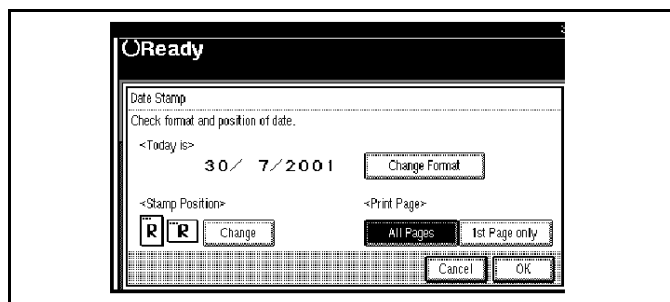 Ready
Date Stamp
Check format and position of date.
<Today is>
30/ 7/2001 Change Format
<Stamp Position> <Print Page>
R R Change All Pages 1st Page only
Cancel OK